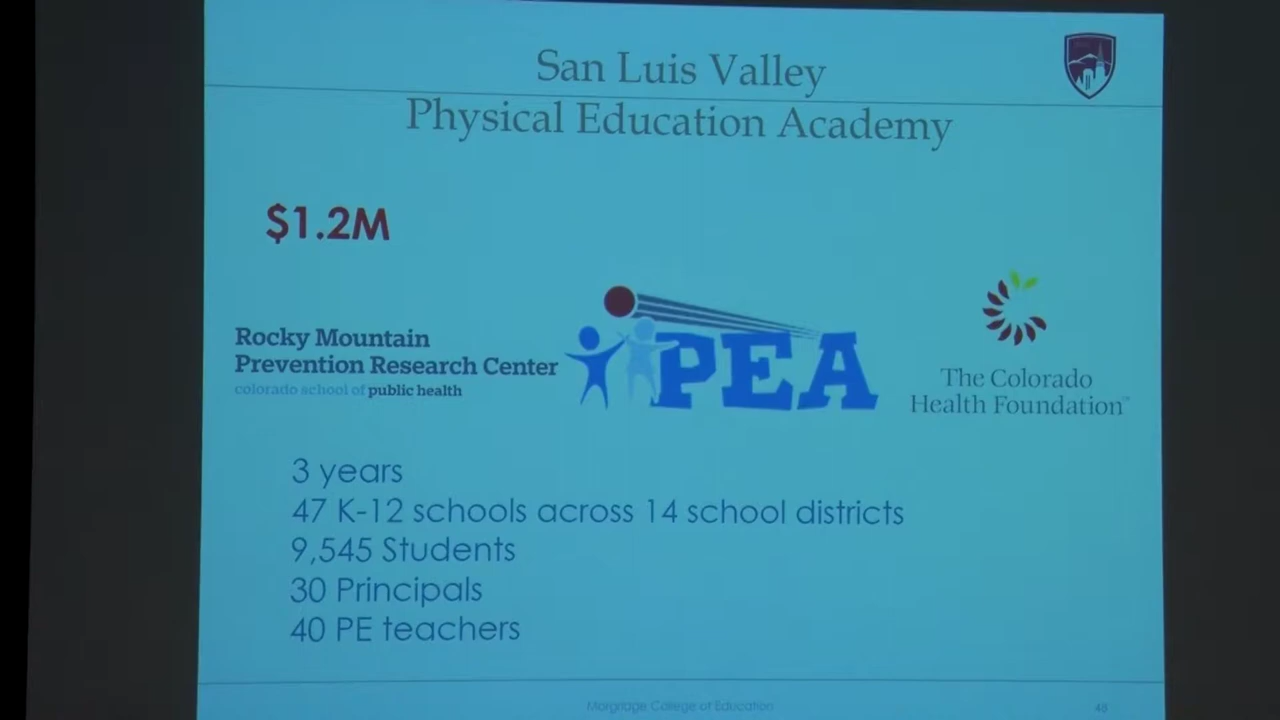 San Luis Valley
Physical Education Academy
$1.2M
Rocky Mountain
Prevention Research Center
colorado school of public health
PEA
The Colorado
Health Foundation™
3 years
47 K-12 schools across 14 school districts
9,545 Students
30 Principals
40 PE teachers
Morgridge College of Education
48